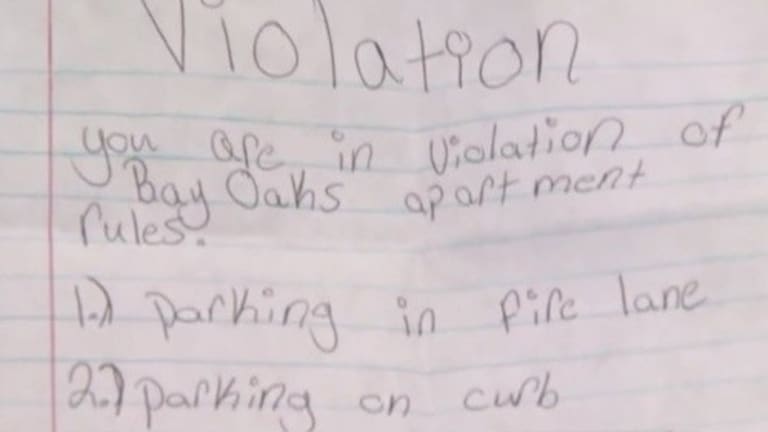 Violation
you are in Violation of
Bay Oaks apartment
rules.
1.) parking in fire lane
2.) parking on curb